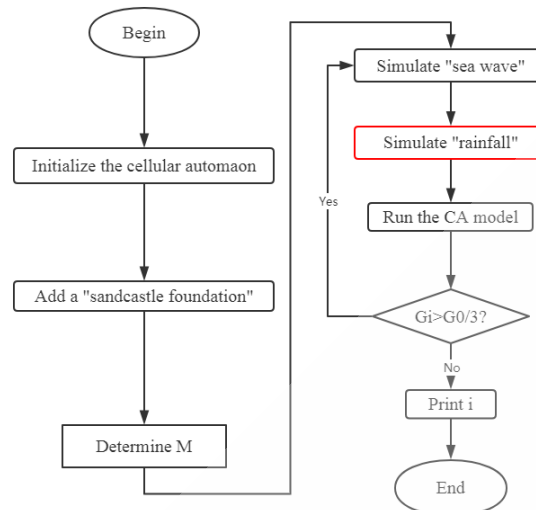 Begin
Initialize the cellular automaon
Add a "sandcastle foundation"
Determine M
Simulate "sea wave"
Simulate "rainfall"
Yes
Run the CA model
Gi>G0/3?
No
Print i
End